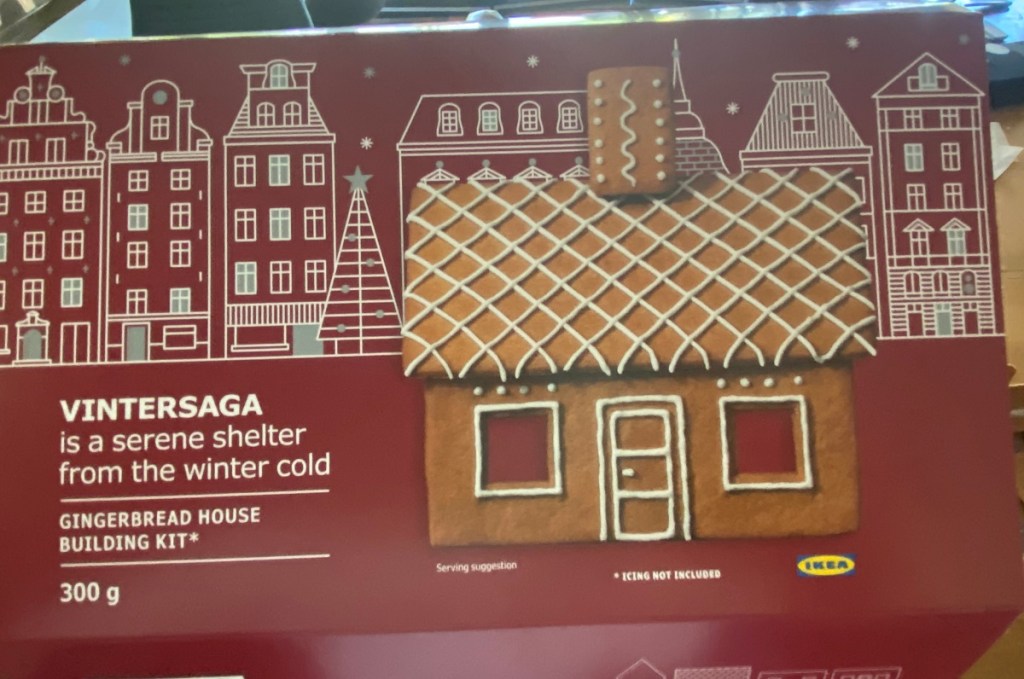 VINTERSAGA
is a serene shelter
from the winter cold
GINGERBREAD HOUSE
BUILDING KIT*
300 g
Serving suggestion
* ICING NOT INCLUDED
IKEA